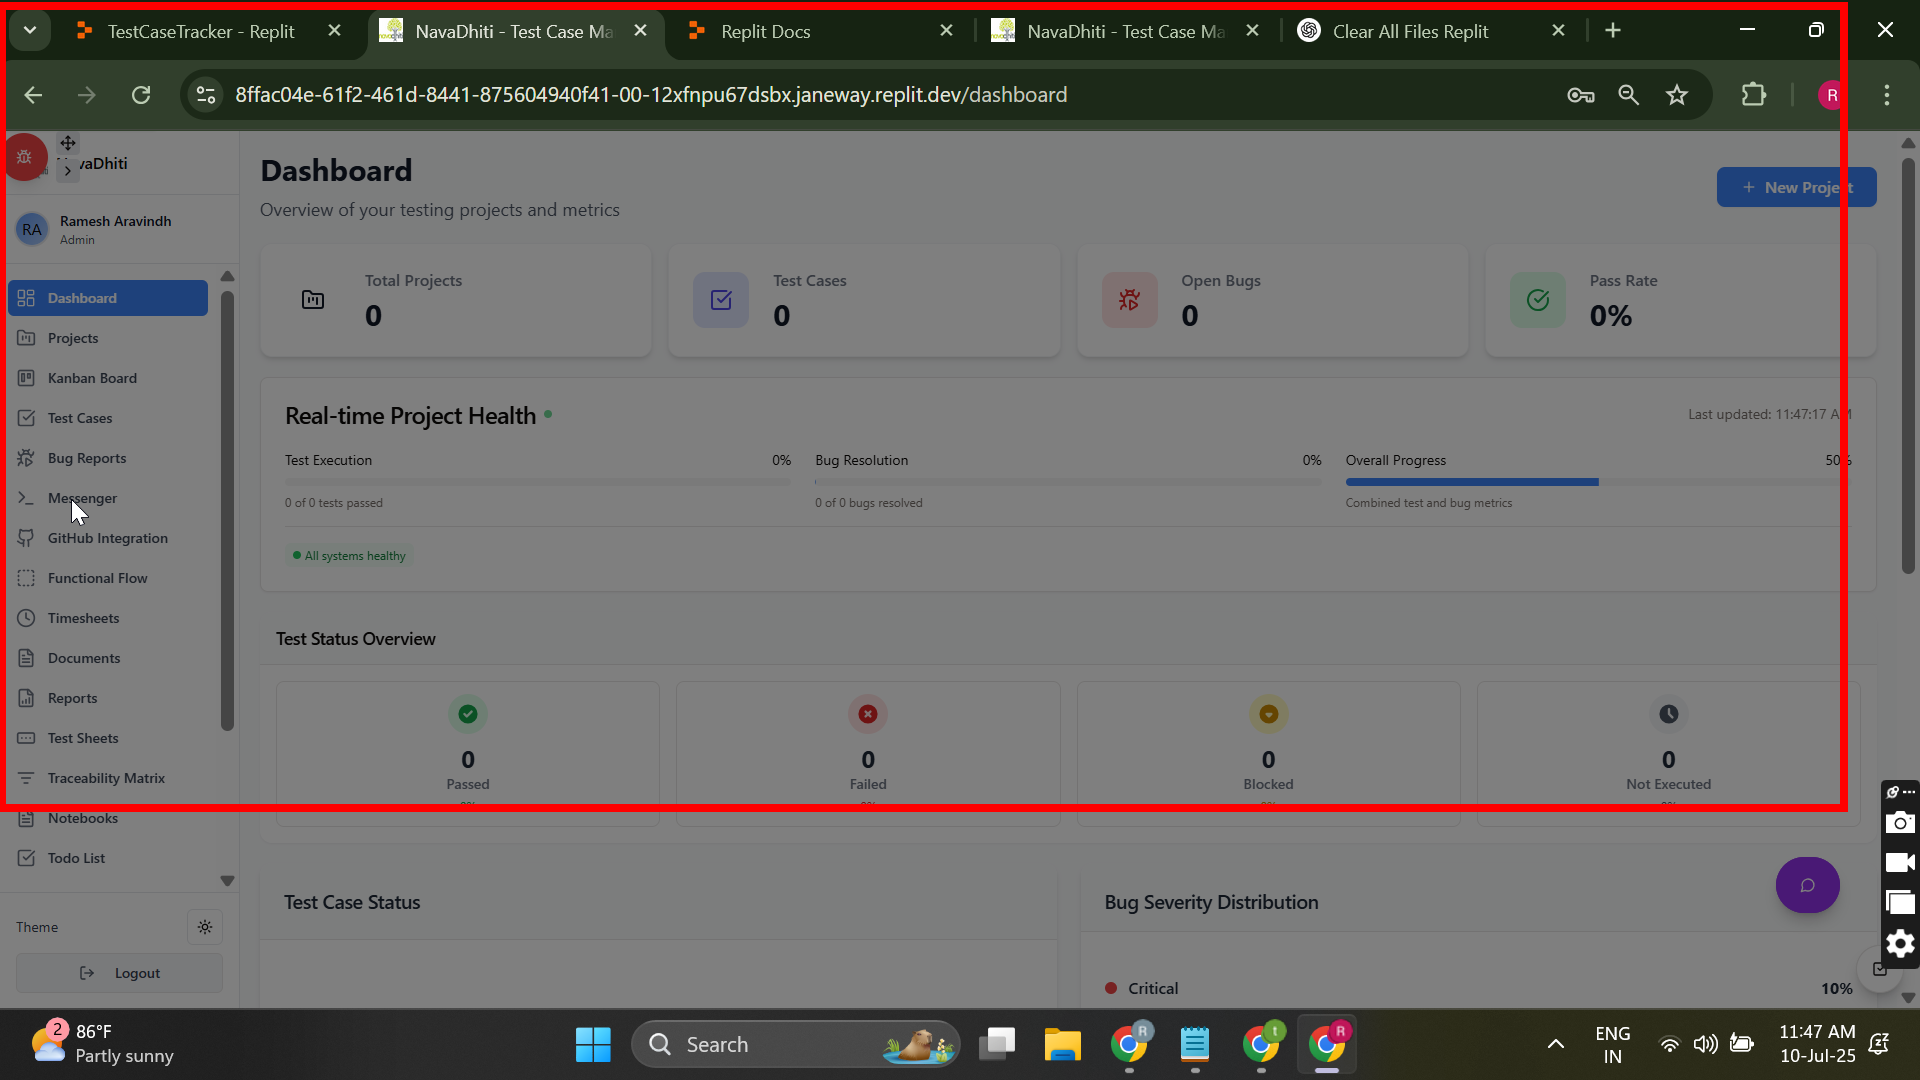 TestCaseTracker - Replit
NavaDhiti - Test Case Ma
Replit Docs
NavaDhiti - Test Case Ma
Clear All Files Replit
8ffac04e-61f2-461d-8441-875604940f41-00-12xfnpu67dsbx.janeway.replit.dev/dashboard
R
vaDhiti
RA
Ramesh Aravindh
Admin
Dashboard
Projects
Kanban Board
Test Cases
Bug Reports
Messenger
GitHub Integration
Functional Flow
Timesheets
Documents
Reports
Test Sheets
Traceability Matrix
Notebooks
Todo List
Theme
Logout
Dashboard
Overview of your testing projects and metrics
+ New Project
Total Projects
0
Test Cases
0
Open Bugs
0
Pass Rate
0%
Real-time Project Health
Last updated: 11:47:17 AM
Test Execution 0%
0 of 0 tests passed
Bug Resolution 0%
0 of 0 bugs resolved
Overall Progress 50%
Combined test and bug metrics
All systems healthy
Test Status Overview
0
Passed
0%
0
Failed
0%
0
Blocked
0%
0
Not Executed
0%
Test Case Status
Bug Severity Distribution
Critical 10%
2
86°F
Partly sunny
Search
R
t
R
ENG
IN
11:47 AM
10-Jul-25